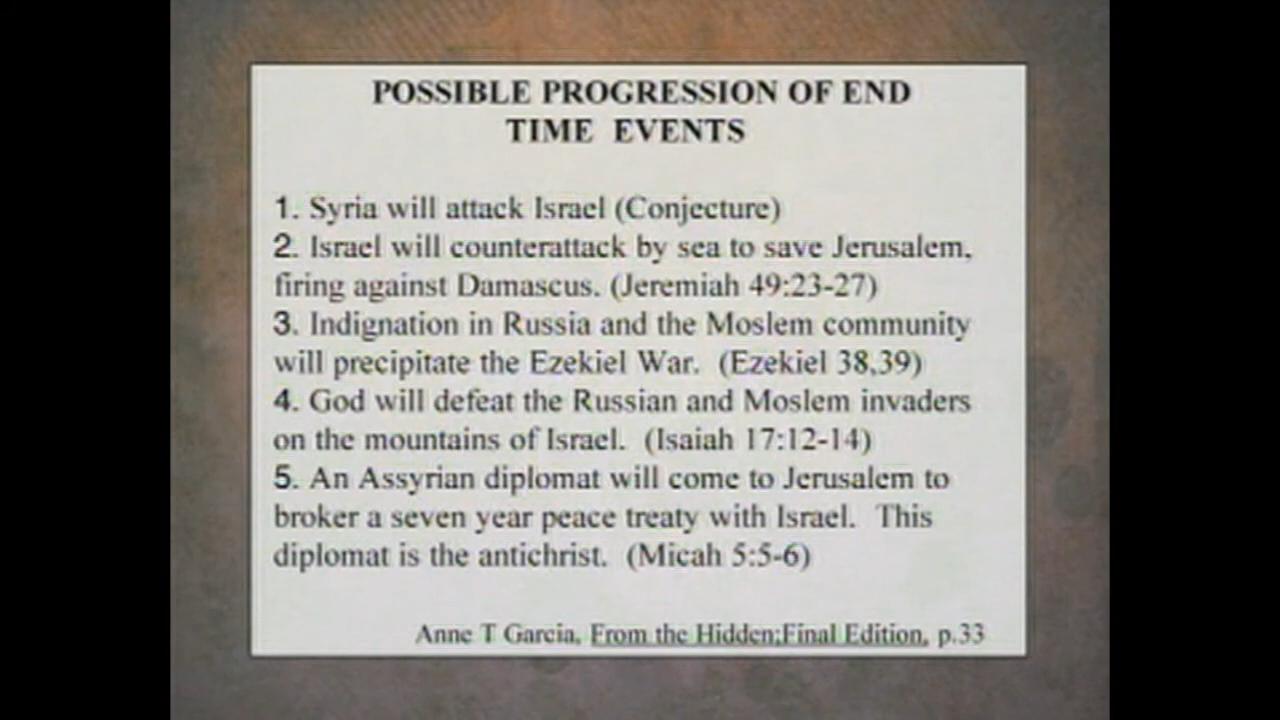 POSSIBLE PROGRESSION OF END
TIME EVENTS
1. Syria will attack Israel (Conjecture)
2. Israel will counterattack by sea to save Jerusalem,
firing against Damascus. (Jeremiah 49:23-27)
3. Indignation in Russia and the Moslem community
will precipitate the Ezekiel War. (Ezekiel 38,39)
4. God will defeat the Russian and Moslem invaders
on the mountains of Israel. (Isaiah 17:12-14)
5. An Assyrian diplomat will come to Jerusalem to
broker a seven year peace treaty with Israel. This
diplomat is the antichrist. (Micah 5:5-6)
Anne T Garcia, From the Hidden;Final Edition, p.33